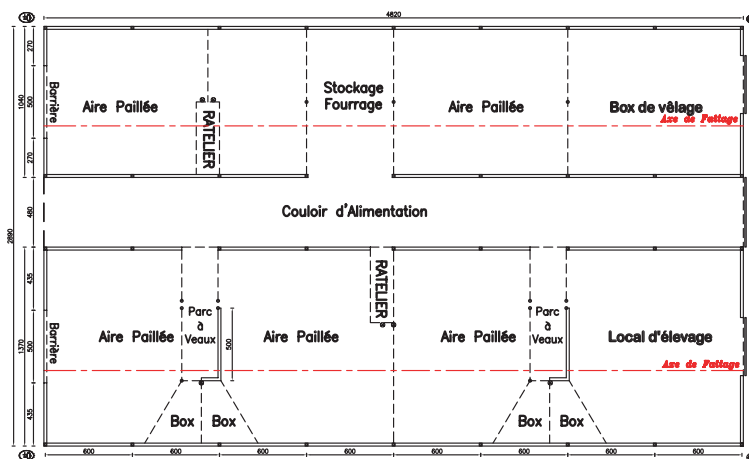 4820
270
1040
500
270
480
2890
435
1370
500
435
Barrière
Aire Paillée
RATELIER
Stockage
Fourrage
Aire Paillée
Box de vêlage
Axe de Faîtage
Couloir d'Alimentation
Barrière
Aire Paillée
Parc
à
Veaux
500
Aire Paillée
RATELIER
Aire Paillée
Parc
à
Veaux
Local d'élevage
Axe de Faîtage
Box
Box
Box
Box
600
600
600
600
600
600
600
600